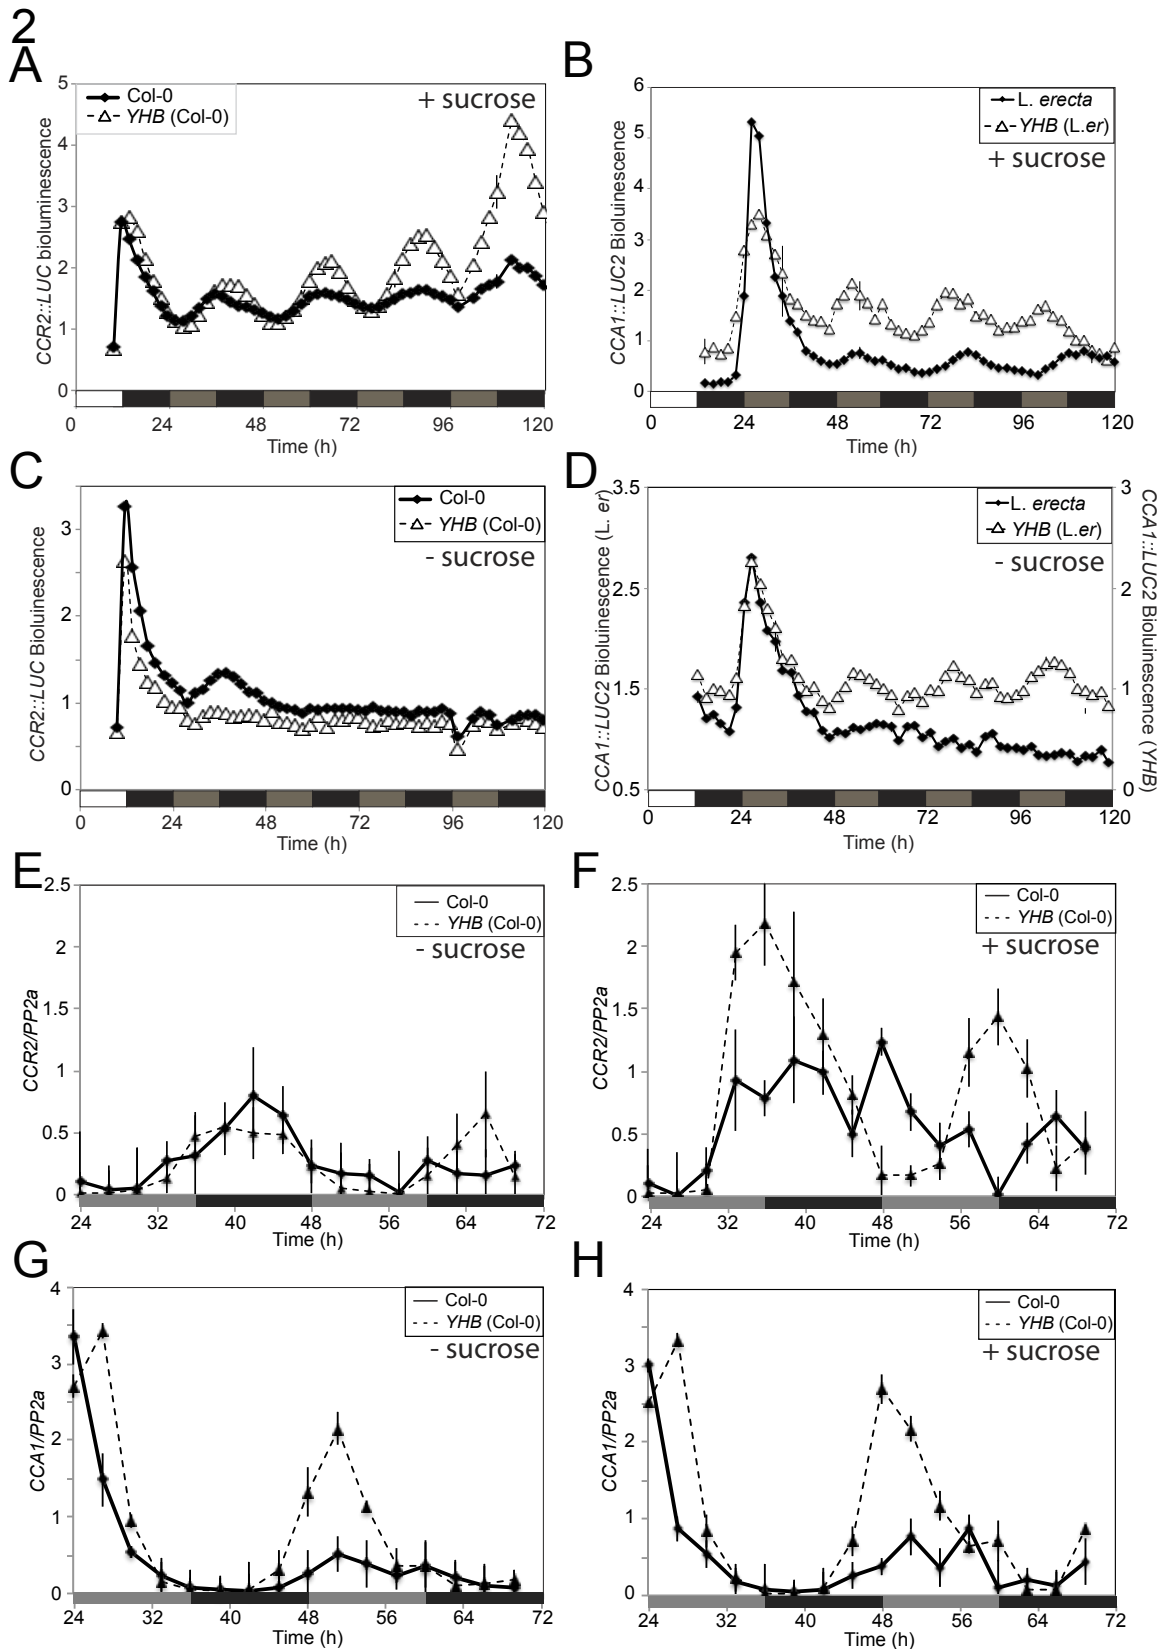 2
A
5
Col-0
YHB (Col-0)
+ sucrose
4
3
2
1
0
CCR2::LUC bioluminescence
0 24 48 72 96 120
Time (h)
B
6
L. erecta
YHB (L.er)
+ sucrose
5
4
3
2
1
0
CCA1::LUC2 Bioluinescence
0 24 48 72 96 120
Time (h)
C
Col-0
YHB (Col-0)
- sucrose
3
2
1
0
CCR2::LUC Bioluinescence
0 24 48 72 96 120
Time (h)
D
3.5
3
L. erecta
YHB (L.er)
- sucrose
2.5
2
1.5
1
0.5
0
CCA1::LUC2 Bioluinescence (L. er)
CCA1::LUC2 Bioluinescence (YHB)
0 24 48 72 96 120
Time (h)
E
2.5
Col-0
YHB (Col-0)
- sucrose
2
1.5
1
0.5
0
CCR2/PP2a
24 32 40 48 56 64 72
Time (h)
F
2.5
Col-0
YHB (Col-0)
+ sucrose
2
1.5
1
0.5
0
CCR2/PP2a
24 32 40 48 56 64 72
Time (h)
G
4
Col-0
YHB (Col-0)
- sucrose
3
2
1
0
CCA1/PP2a
24 32 40 48 56 64 72
Time (h)
H
4
Col-0
YHB (Col-0)
+ sucrose
3
2
1
0
CCA1/PP2a
24 32 40 48 56 64 72
Time (h)